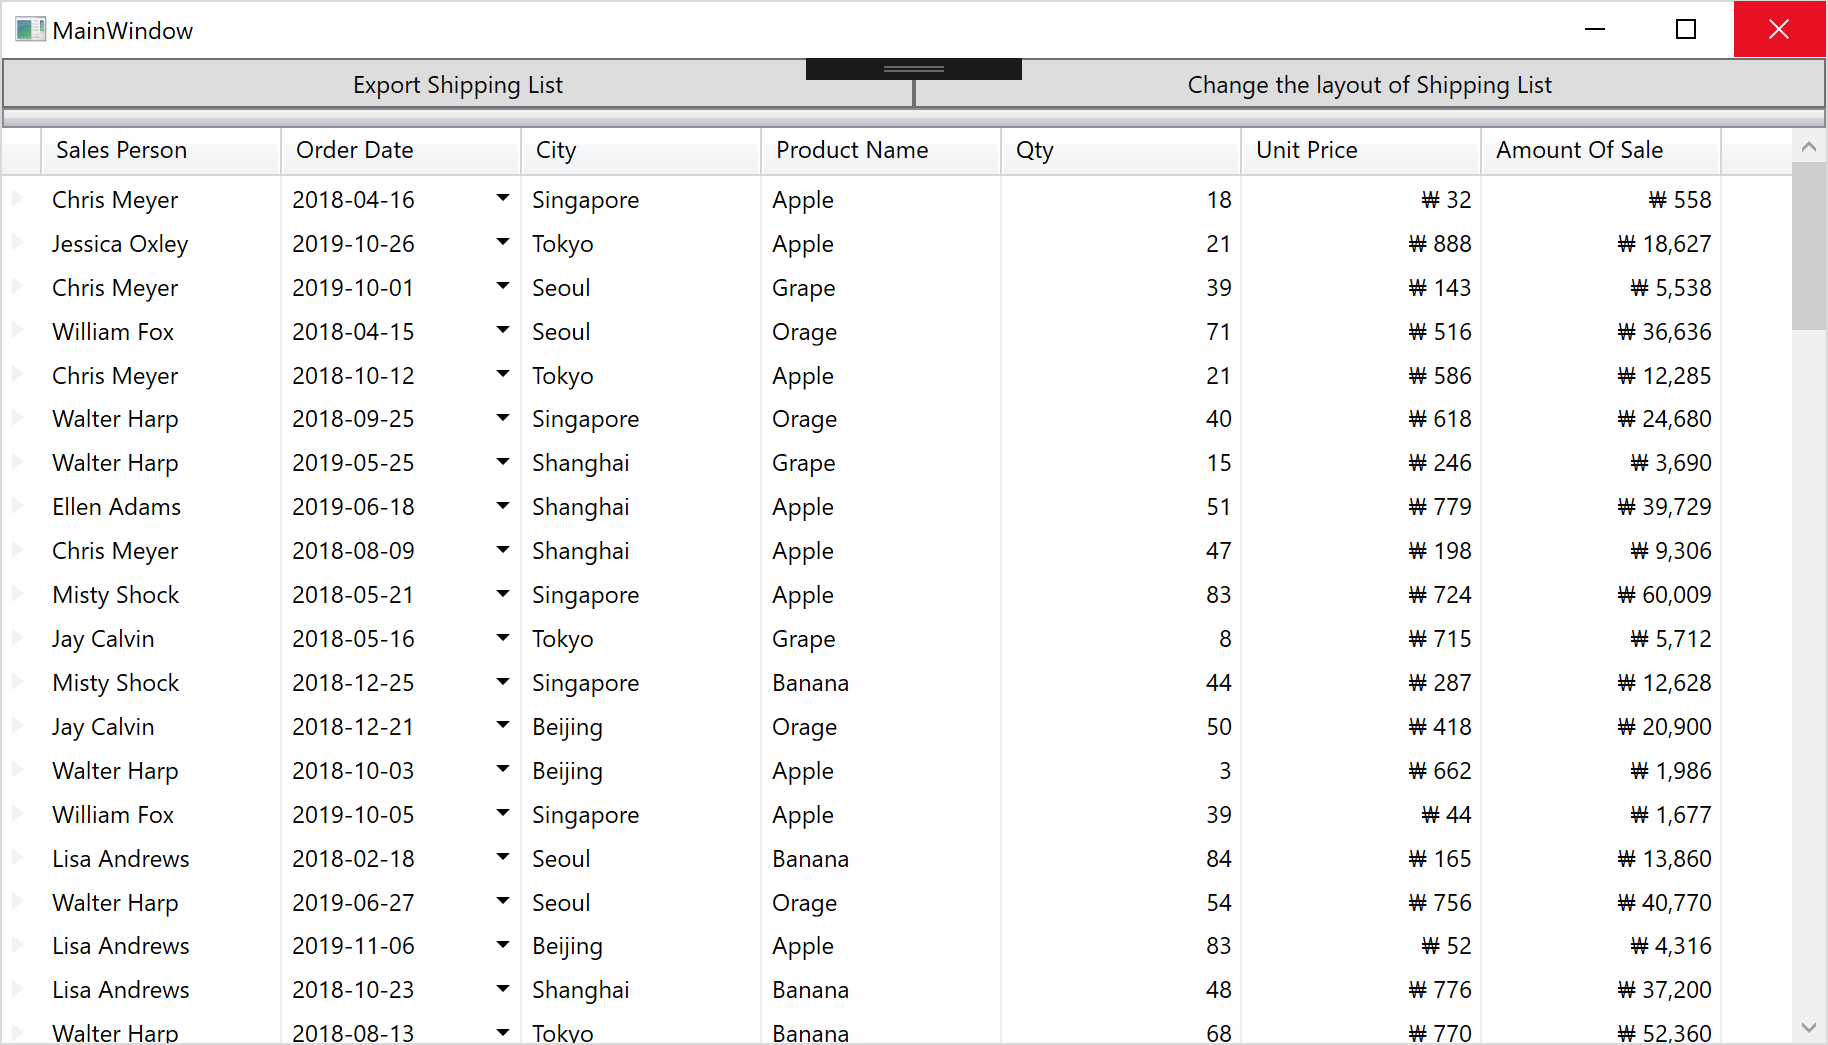 MainWindow
Export Shipping List Change the layout of Shipping List
Sales Person Order Date City Product Name Qty Unit Price Amount Of Sale
Chris Meyer 2018-04-16 Singapore Apple 18 ₩ 32 ₩ 558
Jessica Oxley 2019-10-26 Tokyo Apple 21 ₩ 888 ₩ 18,627
Chris Meyer 2019-10-01 Seoul Grape 39 ₩ 143 ₩ 5,538
William Fox 2018-04-15 Seoul Orage 71 ₩ 516 ₩ 36,636
Chris Meyer 2018-10-12 Tokyo Apple 21 ₩ 586 ₩ 12,285
Walter Harp 2018-09-25 Singapore Orage 40 ₩ 618 ₩ 24,680
Walter Harp 2019-05-25 Shanghai Grape 15 ₩ 246 ₩ 3,690
Ellen Adams 2019-06-18 Shanghai Apple 51 ₩ 779 ₩ 39,729
Chris Meyer 2018-08-09 Shanghai Apple 47 ₩ 198 ₩ 9,306
Misty Shock 2018-05-21 Singapore Apple 83 ₩ 724 ₩ 60,009
Jay Calvin 2018-05-16 Tokyo Grape 8 ₩ 715 ₩ 5,712
Misty Shock 2018-12-25 Singapore Banana 44 ₩ 287 ₩ 12,628
Jay Calvin 2018-12-21 Beijing Orage 50 ₩ 418 ₩ 20,900
Walter Harp 2018-10-03 Beijing Apple 3 ₩ 662 ₩ 1,986
William Fox 2019-10-05 Singapore Apple 39 ₩ 44 ₩ 1,677
Lisa Andrews 2018-02-18 Seoul Banana 84 ₩ 165 ₩ 13,860
Walter Harp 2019-06-27 Seoul Orage 54 ₩ 756 ₩ 40,770
Lisa Andrews 2019-11-06 Beijing Apple 83 ₩ 52 ₩ 4,316
Lisa Andrews 2018-10-23 Shanghai Banana 48 ₩ 776 ₩ 37,200
Walter Harp 2018-08-13 Tokyo Banana 68 ₩ 770 ₩ 52,360